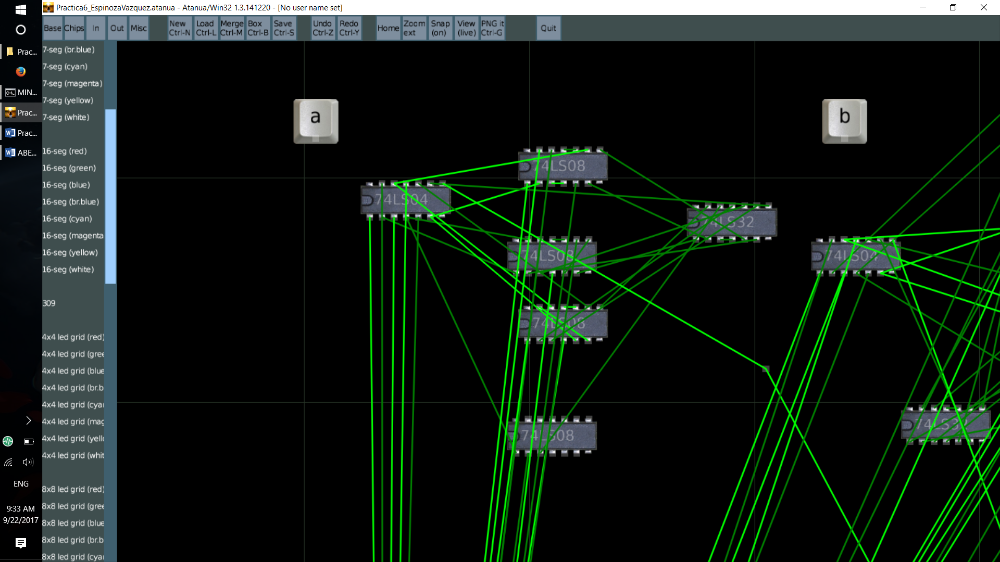 Practica6_EspinozaVazquez.atanua - Atanua/Win32 1.3.141220 - [No user name set]
Base Chips In Out Misc New Ctrl-N Load Ctrl-L Merge Ctrl-M Box Ctrl-B Save Ctrl-S Undo Ctrl-Z Redo Ctrl-Y Home Zoom ext Snap (on) View (live) PNG it Ctrl-G Quit
Prac...
MIN...
Prac...
Prac...
ABE...
ENG
9:33 AM
9/22/2017
7-seg (br.blue)
7-seg (cyan)
7-seg (magenta)
7-seg (yellow)
7-seg (white)
16-seg (red)
16-seg (green)
16-seg (blue)
16-seg (br.blue)
16-seg (cyan)
16-seg (magenta
16-seg (yellow)
16-seg (white)
309
4x4 led grid (red)
4x4 led grid (gree
4x4 led grid (blue
4x4 led grid (br.b
4x4 led grid (cyar
4x4 led grid (mag
4x4 led grid (yell
4x4 led grid (whit
8x8 led grid (red)
8x8 led grid (gree
8x8 led grid (blue
8x8 led grid (br.b
8x8 led grid (cyar
a
b
74LS08
74LS04
74LS32
74LS08
74LS04
74LS08
74LS32
74LS08